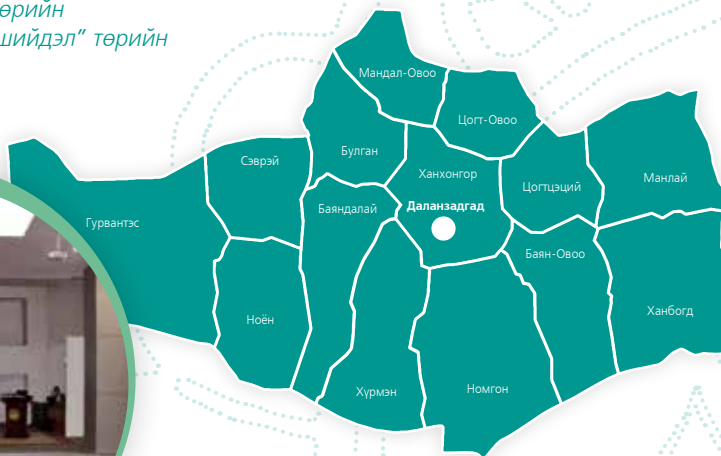 өрийн
шийдэл” төрийн
Мандал-Овоо
Цогт-Овоо
Булган
Сэврэй
Ханхонгор
Цогтцэций
Манлай
Баяндалай
Даланзадгад
Гурвантэс
Баян-Овоо
Ноён
Ханбогд
Хүрмэн
Номгон